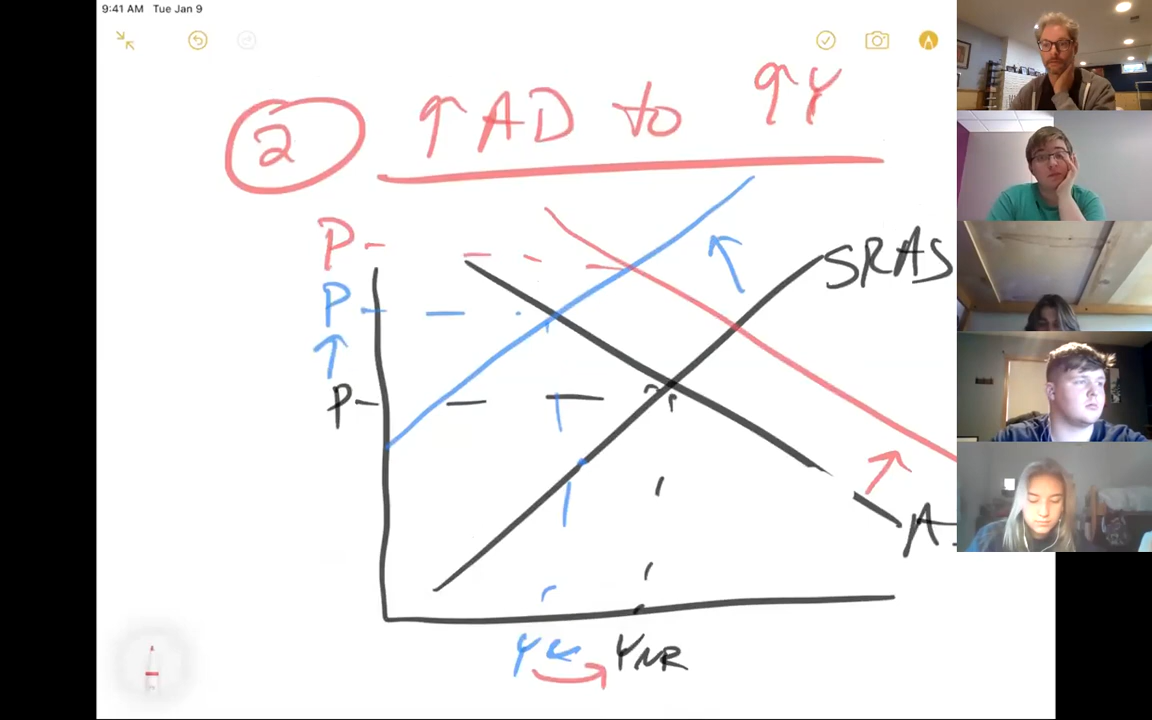 9:41 AM Tue Jan 9
2 ↑AD to ↑Y
P
P
↑
P
SRAS
Y← YNR